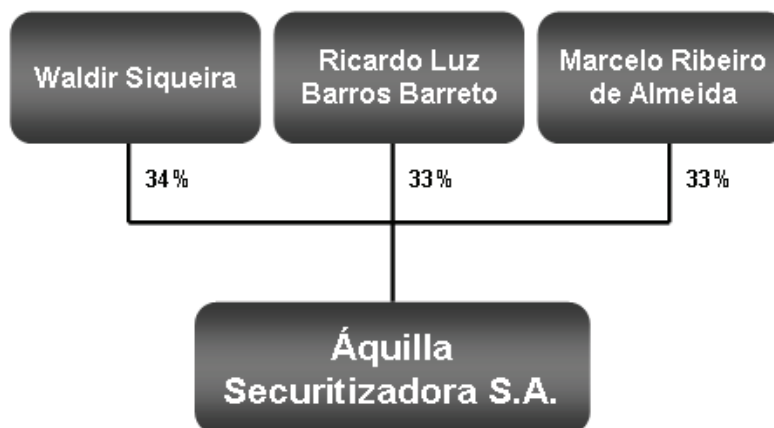 Waldir Siqueira
Ricardo Luz
Barros Barreto
Marcelo Ribeiro
de Almeida
34%
33%
33%
Áquilla
Securitizadora S.A.